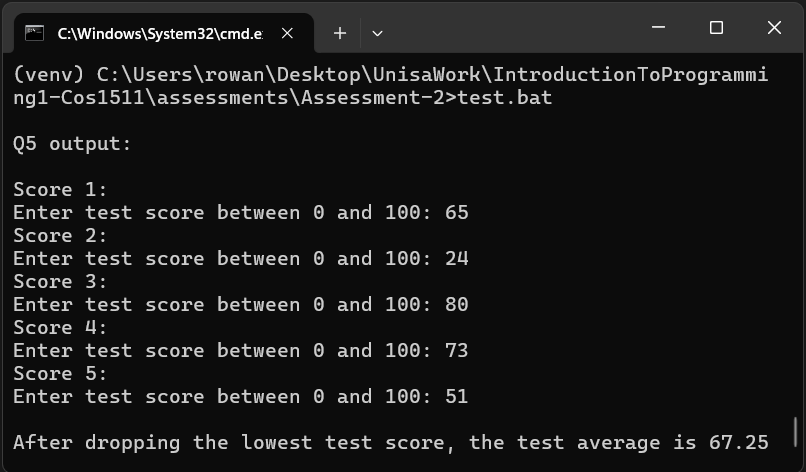 C:\Windows\System32\cmd.e
(venv) C:\Users\rowan\Desktop\UnisaWork\IntroductionToProgrammi
ng1-Cos1511\assessments\Assessment-2>test.bat
Q5 output:
Score 1:
Enter test score between 0 and 100: 65
Score 2:
Enter test score between 0 and 100: 24
Score 3:
Enter test score between 0 and 100: 80
Score 4:
Enter test score between 0 and 100: 73
Score 5:
Enter test score between 0 and 100: 51
After dropping the lowest test score, the test average is 67.25